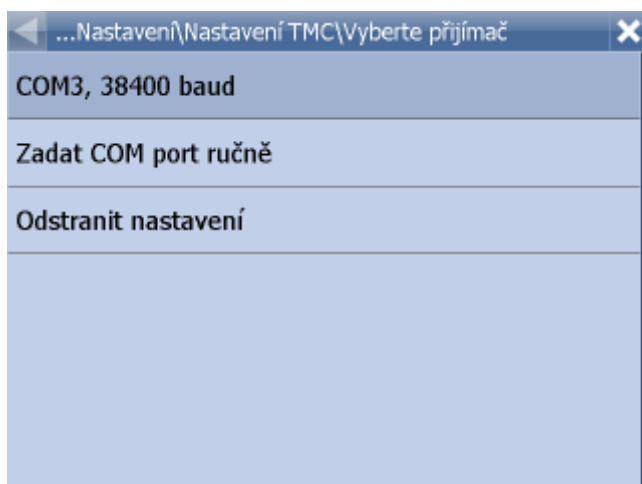 ...Nastavení\Nastavení TMC\Vyberte přijímač
COM3, 38400 baud
Zadat COM port ručně
Odstranit nastavení